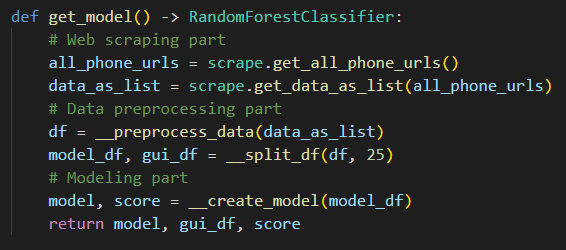 def get_model() -> RandomForestClassifier:
    # Web scraping part
    all_phone_urls = scrape.get_all_phone_urls()
    data_as_list = scrape.get_data_as_list(all_phone_urls)
    # Data preprocessing part
    df = __preprocess_data(data_as_list)
    model_df, gui_df = __split_df(df, 25)
    # Modeling part
    model, score = __create_model(model_df)
    return model, gui_df, score